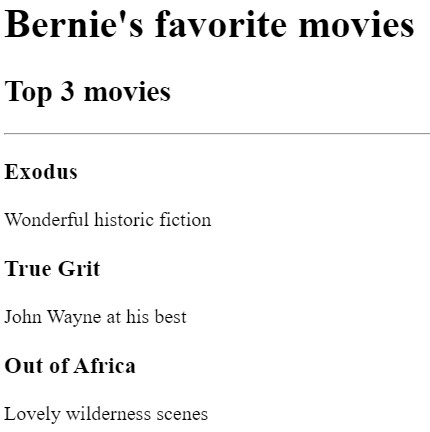 Bernie's favorite movies
Top 3 movies
Exodus
Wonderful historic fiction
True Grit
John Wayne at his best
Out of Africa
Lovely wilderness scenes